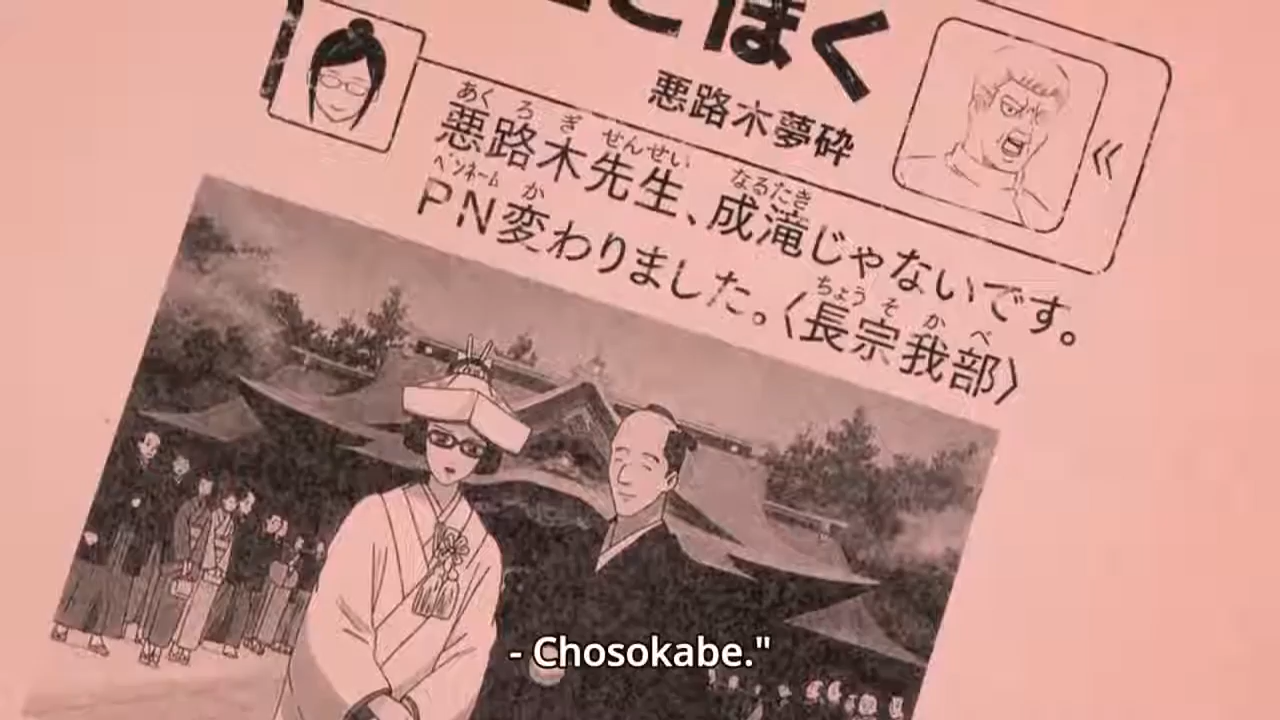 こぼく
悪路木夢砕
«
あく ろ ぎ せんせい なるたき
悪路木先生、成滝じゃないです。
ペンネーム か ちょう そ か べ
PN変わりました。〈長宗我部〉
- Chosokabe."